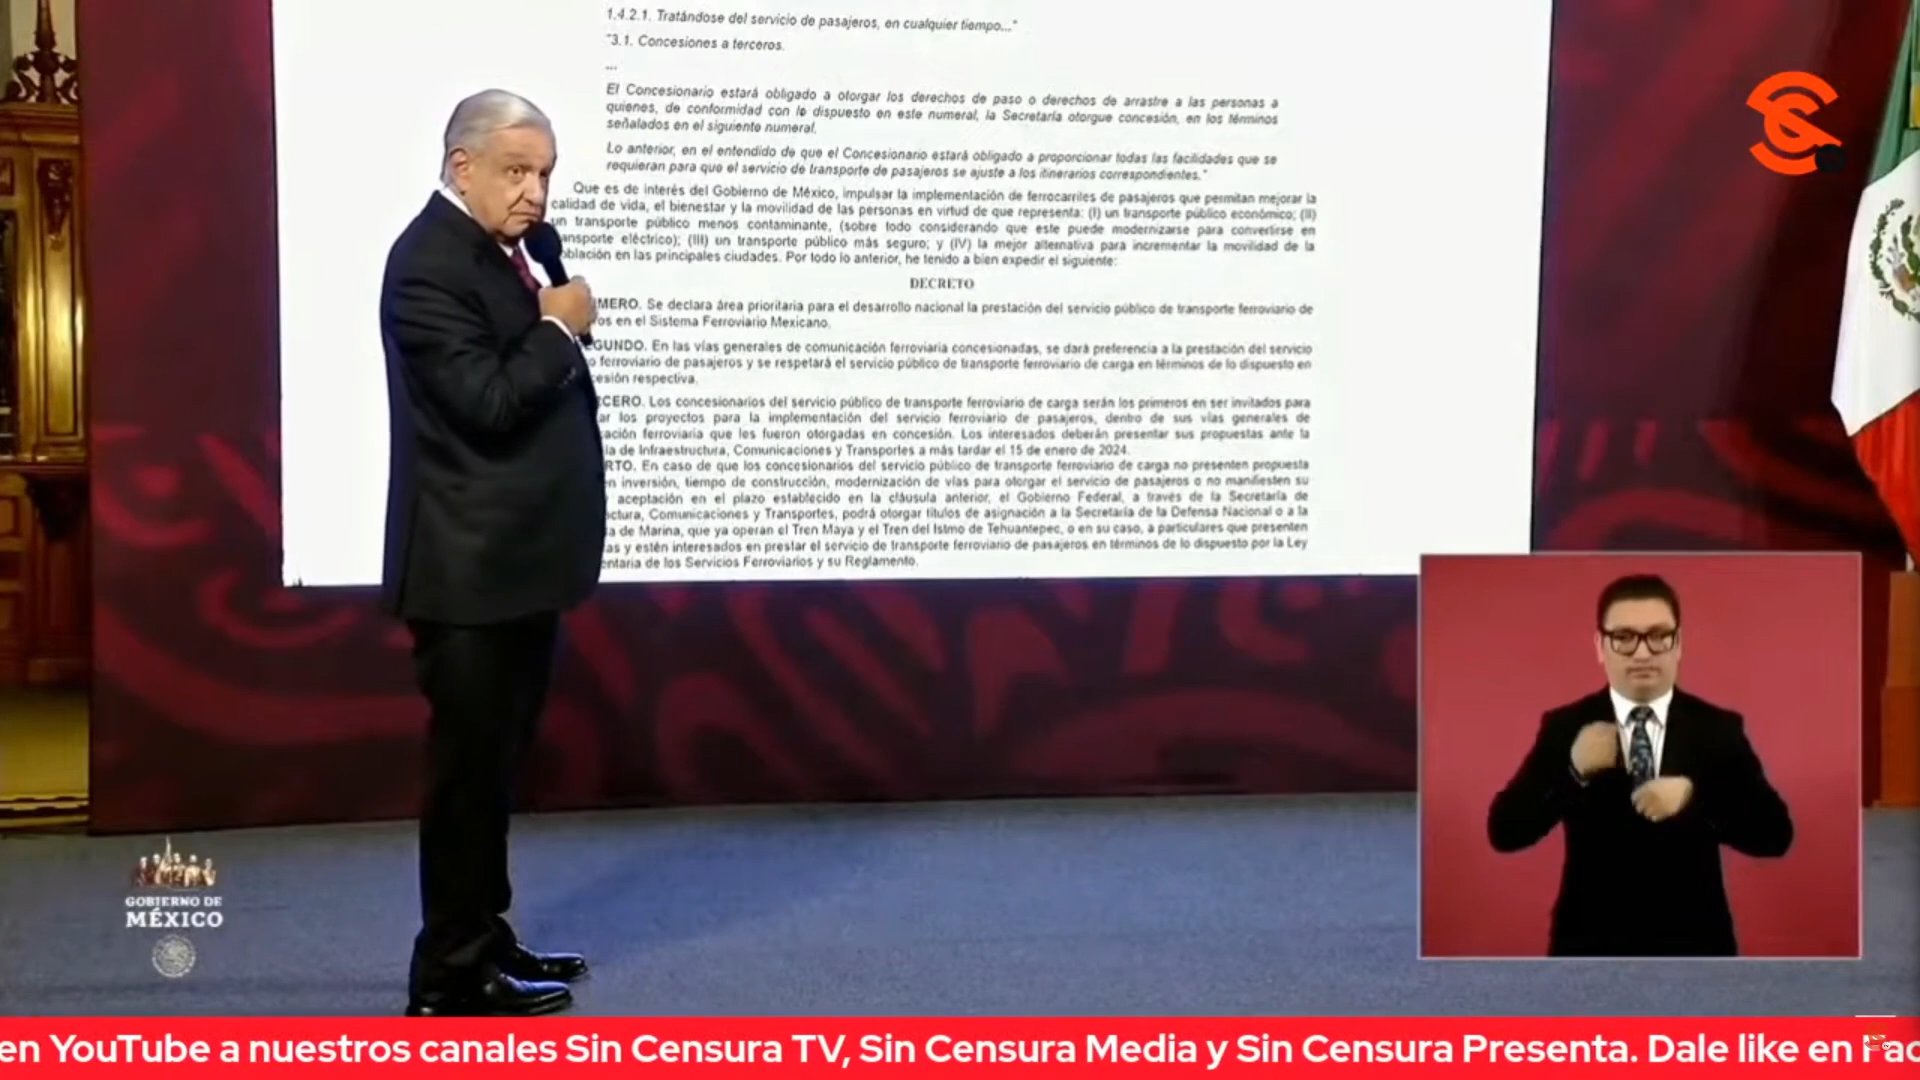 1.4.2.1. Tratándose del servicio de pasajeros, en cualquier tiempo..."
"3.1. Concesiones a terceros.
...
El Concesionario estará obligado a otorgar los derechos de paso o derechos de arrastre a las personas a
quienes, de conformidad con lo dispuesto en este numeral, la Secretaría otorgue concesión, en los términos
señalados en el siguiente numeral.
Lo anterior, en el entendido de que el Concesionario estará obligado a proporcionar todas las facilidades que se
requieran para que el servicio de transporte de pasajeros se ajuste a los itinerarios correspondientes."
Que es de interés del Gobierno de México, impulsar la implementación de ferrocarriles de pasajeros que permitan mejorar la
calidad de vida, el bienestar y la movilidad de las personas en virtud de que representa: (I) un transporte público económico; (II)
un transporte público menos contaminante, (sobre todo considerando que este puede modernizarse para convertirse en
ansporte eléctrico); (III) un transporte público más seguro; y (IV) la mejor alternativa para incrementar la movilidad de la
oblación en las principales ciudades. Por todo lo anterior, he tenido a bien expedir el siguiente:
DECRETO
MERO. Se declara área prioritaria para el desarrollo nacional la prestación del servicio público de transporte ferroviario de
ros en el Sistema Ferroviario Mexicano.
GUNDO. En las vías generales de comunicación ferroviaria concesionadas, se dará preferencia a la prestación del servicio
o ferroviario de pasajeros y se respetará el servicio público de transporte ferroviario de carga en términos de lo dispuesto en
esión respectiva.
CERO. Los concesionarios del servicio público de transporte ferroviario de carga serán los primeros en ser invitados para
ar los proyectos para la implementación del servicio ferroviario de pasajeros, dentro de sus vías generales de
ación ferroviaria que les fueron otorgadas en concesión. Los interesados deberán presentar sus propuestas ante la
ia de Infraestructura, Comunicaciones y Transportes a más tardar el 15 de enero de 2024.
RTO. En caso de que los concesionarios del servicio público de transporte ferroviario de carga no presenten propuesta
n inversión, tiempo de construcción, modernización de vías para otorgar el servicio de pasajeros o no manifiesten su
aceptación en el plazo establecido en la cláusula anterior, el Gobierno Federal, a través de la Secretaría de
ctura, Comunicaciones y Transportes, podrá otorgar títulos de asignación a la Secretaría de la Defensa Nacional o a la
ía de Marina, que ya operan el Tren Maya y el Tren del Istmo de Tehuantepec, o en su caso, a particulares que presenten
as y estén interesados en prestar el servicio de transporte ferroviario de pasajeros en términos de lo dispuesto por la Ley
entaria de los Servicios Ferroviarios y su Reglamento.
GOBIERNO DE
MÉXICO
en YouTube a nuestros canales Sin Censura TV, Sin Censura Media y Sin Censura Presenta. Dale like en Fac